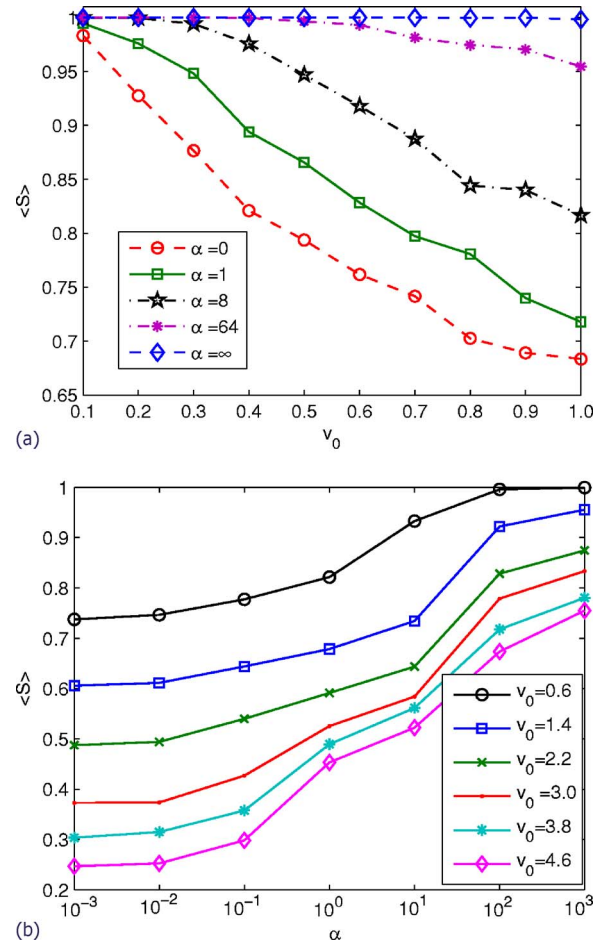 1
0.95
0.9
0.85
0.8
0.75
0.7
0.65
<S>
α =0
α =1
α =8
α =64
α =∞
0.1 0.2 0.3 0.4 0.5 0.6 0.7 0.8 0.9 1.0
v₀
(a)
1
0.9
0.8
0.7
0.6
0.5
0.4
0.3
0.2
<S>
v₀=0.6
v₀=1.4
v₀=2.2
v₀ =3.0
v₀=3.8
v₀=4.6
10⁻³ 10⁻² 10⁻¹ 10⁰ 10¹ 10² 10³
α
(b)